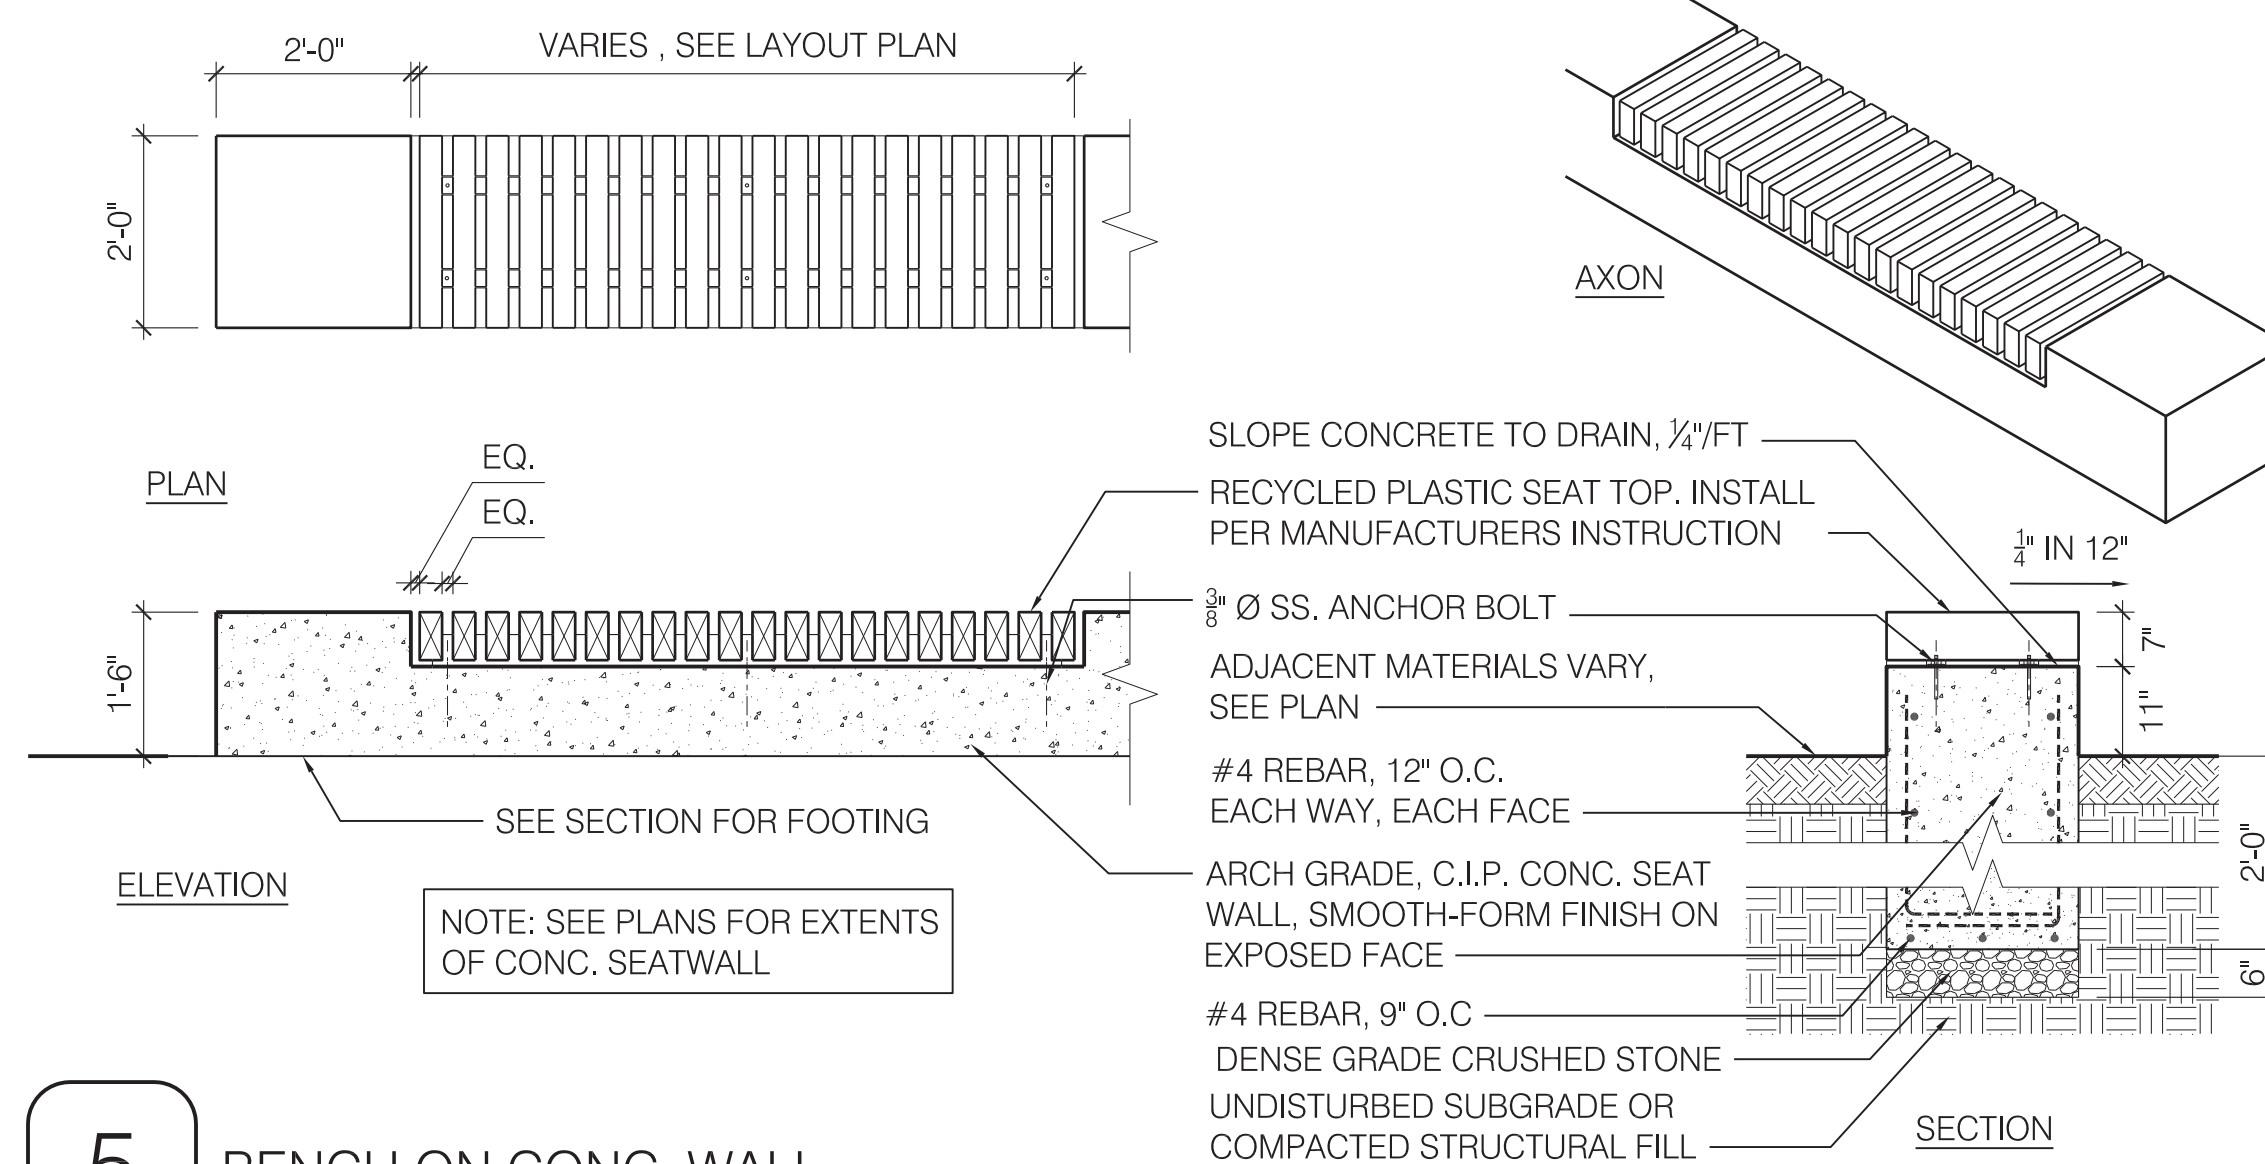 2'-0"
VARIES , SEE LAYOUT PLAN
2'-0"
PLAN
AXON
EQ.
EQ.
1'-6"
SEE SECTION FOR FOOTING
ELEVATION
NOTE: SEE PLANS FOR EXTENTS
OF CONC. SEATWALL
SLOPE CONCRETE TO DRAIN, ¼"/FT
RECYCLED PLASTIC SEAT TOP. INSTALL
PER MANUFACTURERS INSTRUCTION
⅜" Ø SS. ANCHOR BOLT
ADJACENT MATERIALS VARY,
SEE PLAN
#4 REBAR, 12" O.C.
EACH WAY, EACH FACE
ARCH GRADE, C.I.P. CONC. SEAT
WALL, SMOOTH-FORM FINISH ON
EXPOSED FACE
#4 REBAR, 9" O.C
DENSE GRADE CRUSHED STONE
UNDISTURBED SUBGRADE OR
COMPACTED STRUCTURAL FILL
¼" IN 12"
7"
11"
2'-0"
6"
SECTION
5
BENCH ON CONC. WALL